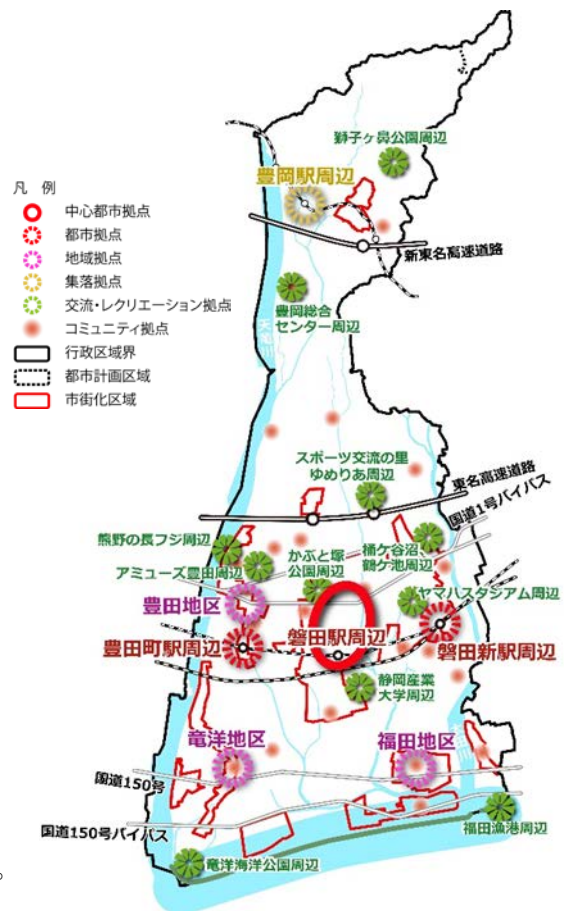 凡 例
中心都市拠点
都市拠点
地域拠点
集落拠点
交流・レクリエーション拠点
コミュニティ拠点
行政区域界
都市計画区域
市街化区域
獅子ヶ鼻公園周辺
豊岡駅周辺
新東名高速道路
豊岡総合
センター周辺
天竜川
スポーツ交流の里
ゆめりあ周辺
東名高速道路
国道1号バイパス
熊野の長フジ周辺
かぶと塚
公園周辺
桶ケ谷沼
鶴ケ池周辺
アミューズ豊田周辺
豊田地区
ヤマハスタジアム周辺
豊田町駅周辺
磐田駅周辺
磐田新駅周辺
静岡産業
大学周辺
竜洋地区
福田地区
太田川
国道150号
国道150号バイパス
福田漁港周辺
竜洋海洋公園周辺
。